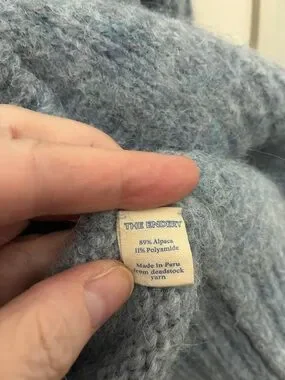 THE ENDERY
89% Alpaca
11% Polyamide
Made in Peru
from deadstock
yarn